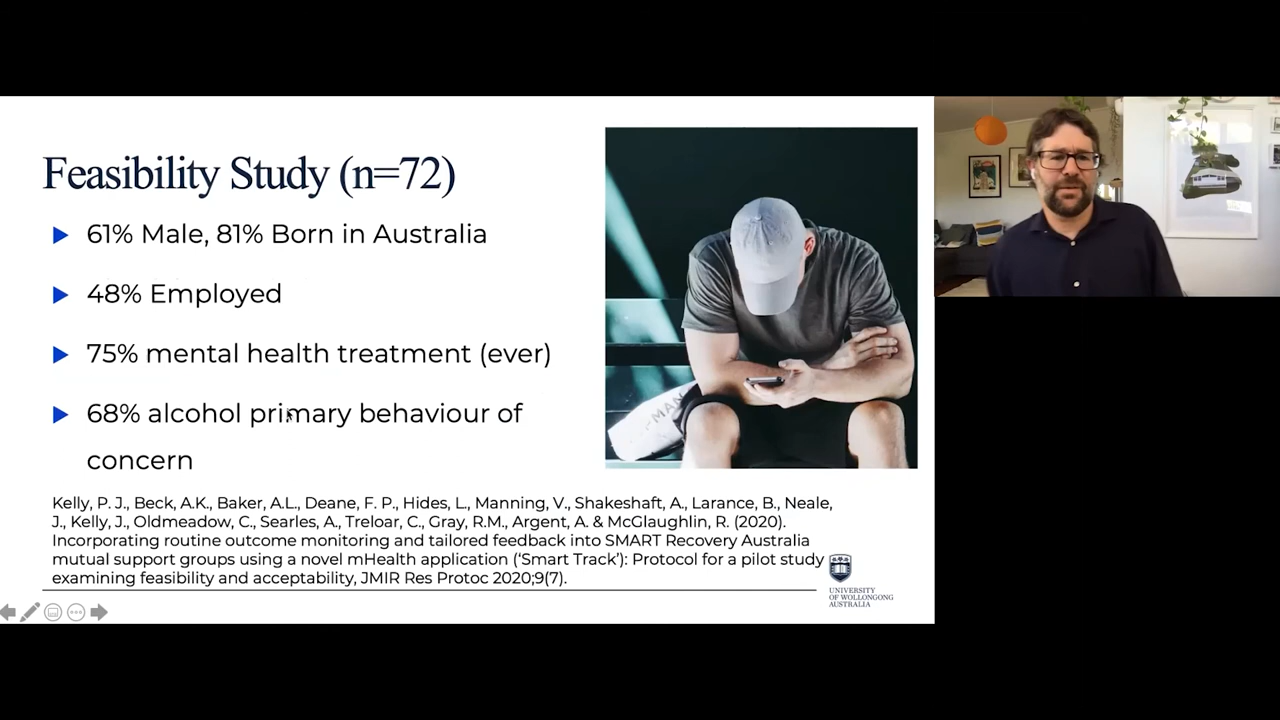 Feasibility Study (n=72)
61% Male, 81% Born in Australia
48% Employed
75% mental health treatment (ever)
68% alcohol primary behaviour of
concern
MAN
Kelly, P. J., Beck, A.K., Baker, A.L., Deane, F. P., Hides, L., Manning, V., Shakeshaft, A., Larance, B., Neale,
J., Kelly, J., Oldmeadow, C., Searles, A., Treloar, C., Gray, R.M., Argent, A. & McGlaughlin, R. (2020).
Incorporating routine outcome monitoring and tailored feedback into SMART Recovery Australia
mutual support groups using a novel mHealth application (‘Smart Track’): Protocol for a pilot study
examining feasibility and acceptability, JMIR Res Protoc 2020;9(7).
UNIVERSITY
OF WOLLONGONG
AUSTRALIA